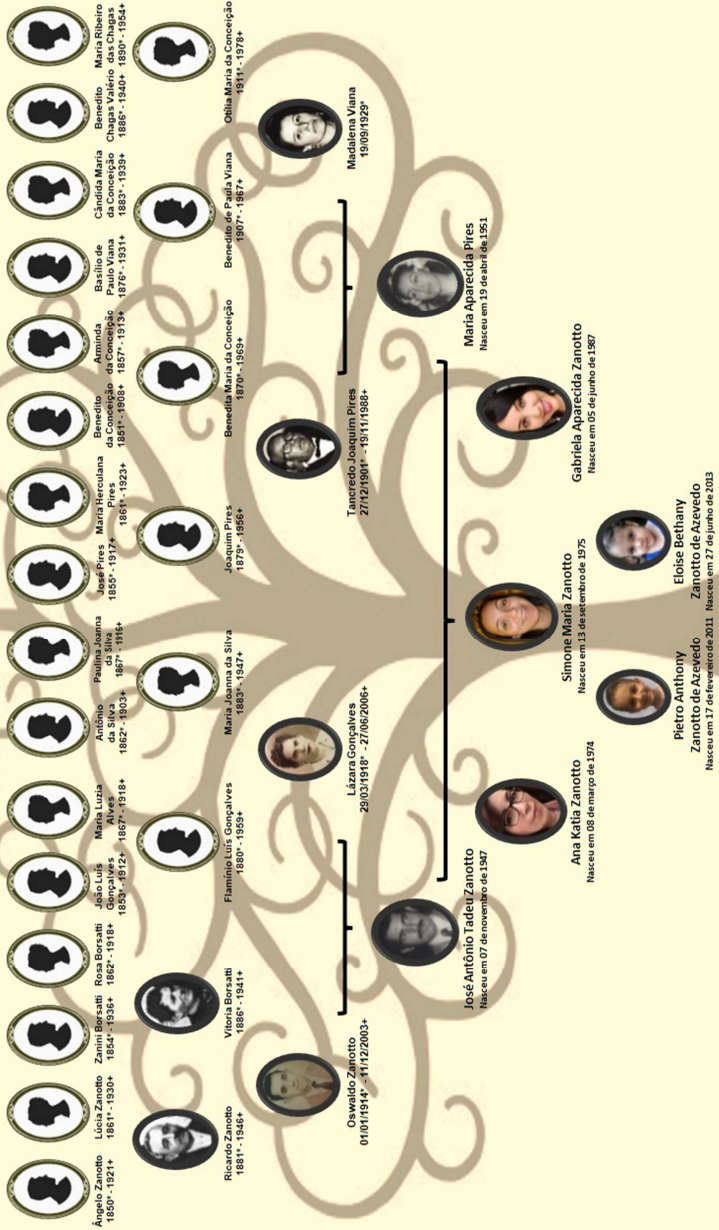 Ângelo Zanotto
1850* - 1921+
Lúcia Zanotto
1861* - 1930+
Zanini Borsatti
1854* - 1936+
Rosa Borsatti
1862* - 1918+
João Luís
Gonçalves
1853* - 1912+
Maria Luzia
Alves
1867* - 1918+
Antônio
da Silva
1862* - 1903+
Paulina Joanna
da Silva
1867* - 1916+
José Pires
1855* - 1917+
Maria Herculana
Pires
1861* - 1923+
Benedito
da Conceição
1851* - 1908+
Arminda
da Conceição
1857* - 1913+
Basílio de
Paulo Viana
1876* - 1931+
Cândida Maria
da Conceição
1883* - 1939+
Benedito
Chagas Valério
1886* - 1940+
Maria Ribeiro
das Chagas
1890* - 1954+
Ricardo Zanotto
1881* - 1946+
Vitoria Borsatti
1886* - 1941+
Flamínio Luís Gonçalves
1880* - 1959+
Maria Joanna da Silva
1883* - 1947+
Joaquim Pires
1879* - 1956+
Benedita Maria da Conceição
1870* - 1969+
Benedito de Paula Viana
1907* - 1967+
Otília Maria da Conceição
1911* - 1978+
Oswaldo Zanotto
01/01/1914* - 11/12/2003+
Lázara Gonçalves
29/03/1918* - 27/06/2006+
Tancredo Joaquim Pires
27/12/1901* - 19/11/1988+
Madalena Viana
19/09/1929*
José Antônio Tadeu Zanotto
Nasceu em 07 de novembro de 1947
Maria Aparecida Pires
Nasceu em 19 de abril de 1951
Ana Katia Zanotto
Nasceu em 08 de março de 1974
Simone Maria Zanotto
Nasceu em 13 de setembro de 1975
Gabriela Aparecida Zanotto
Nasceu em 05 de junho de 1987
Pietro Anthony
Zanotto de Azevedo
Nasceu em 17 de fevereiro de 2011
Eloise Bethany
Zanotto de Azevedo
Nasceu em 27 de junho de 2013